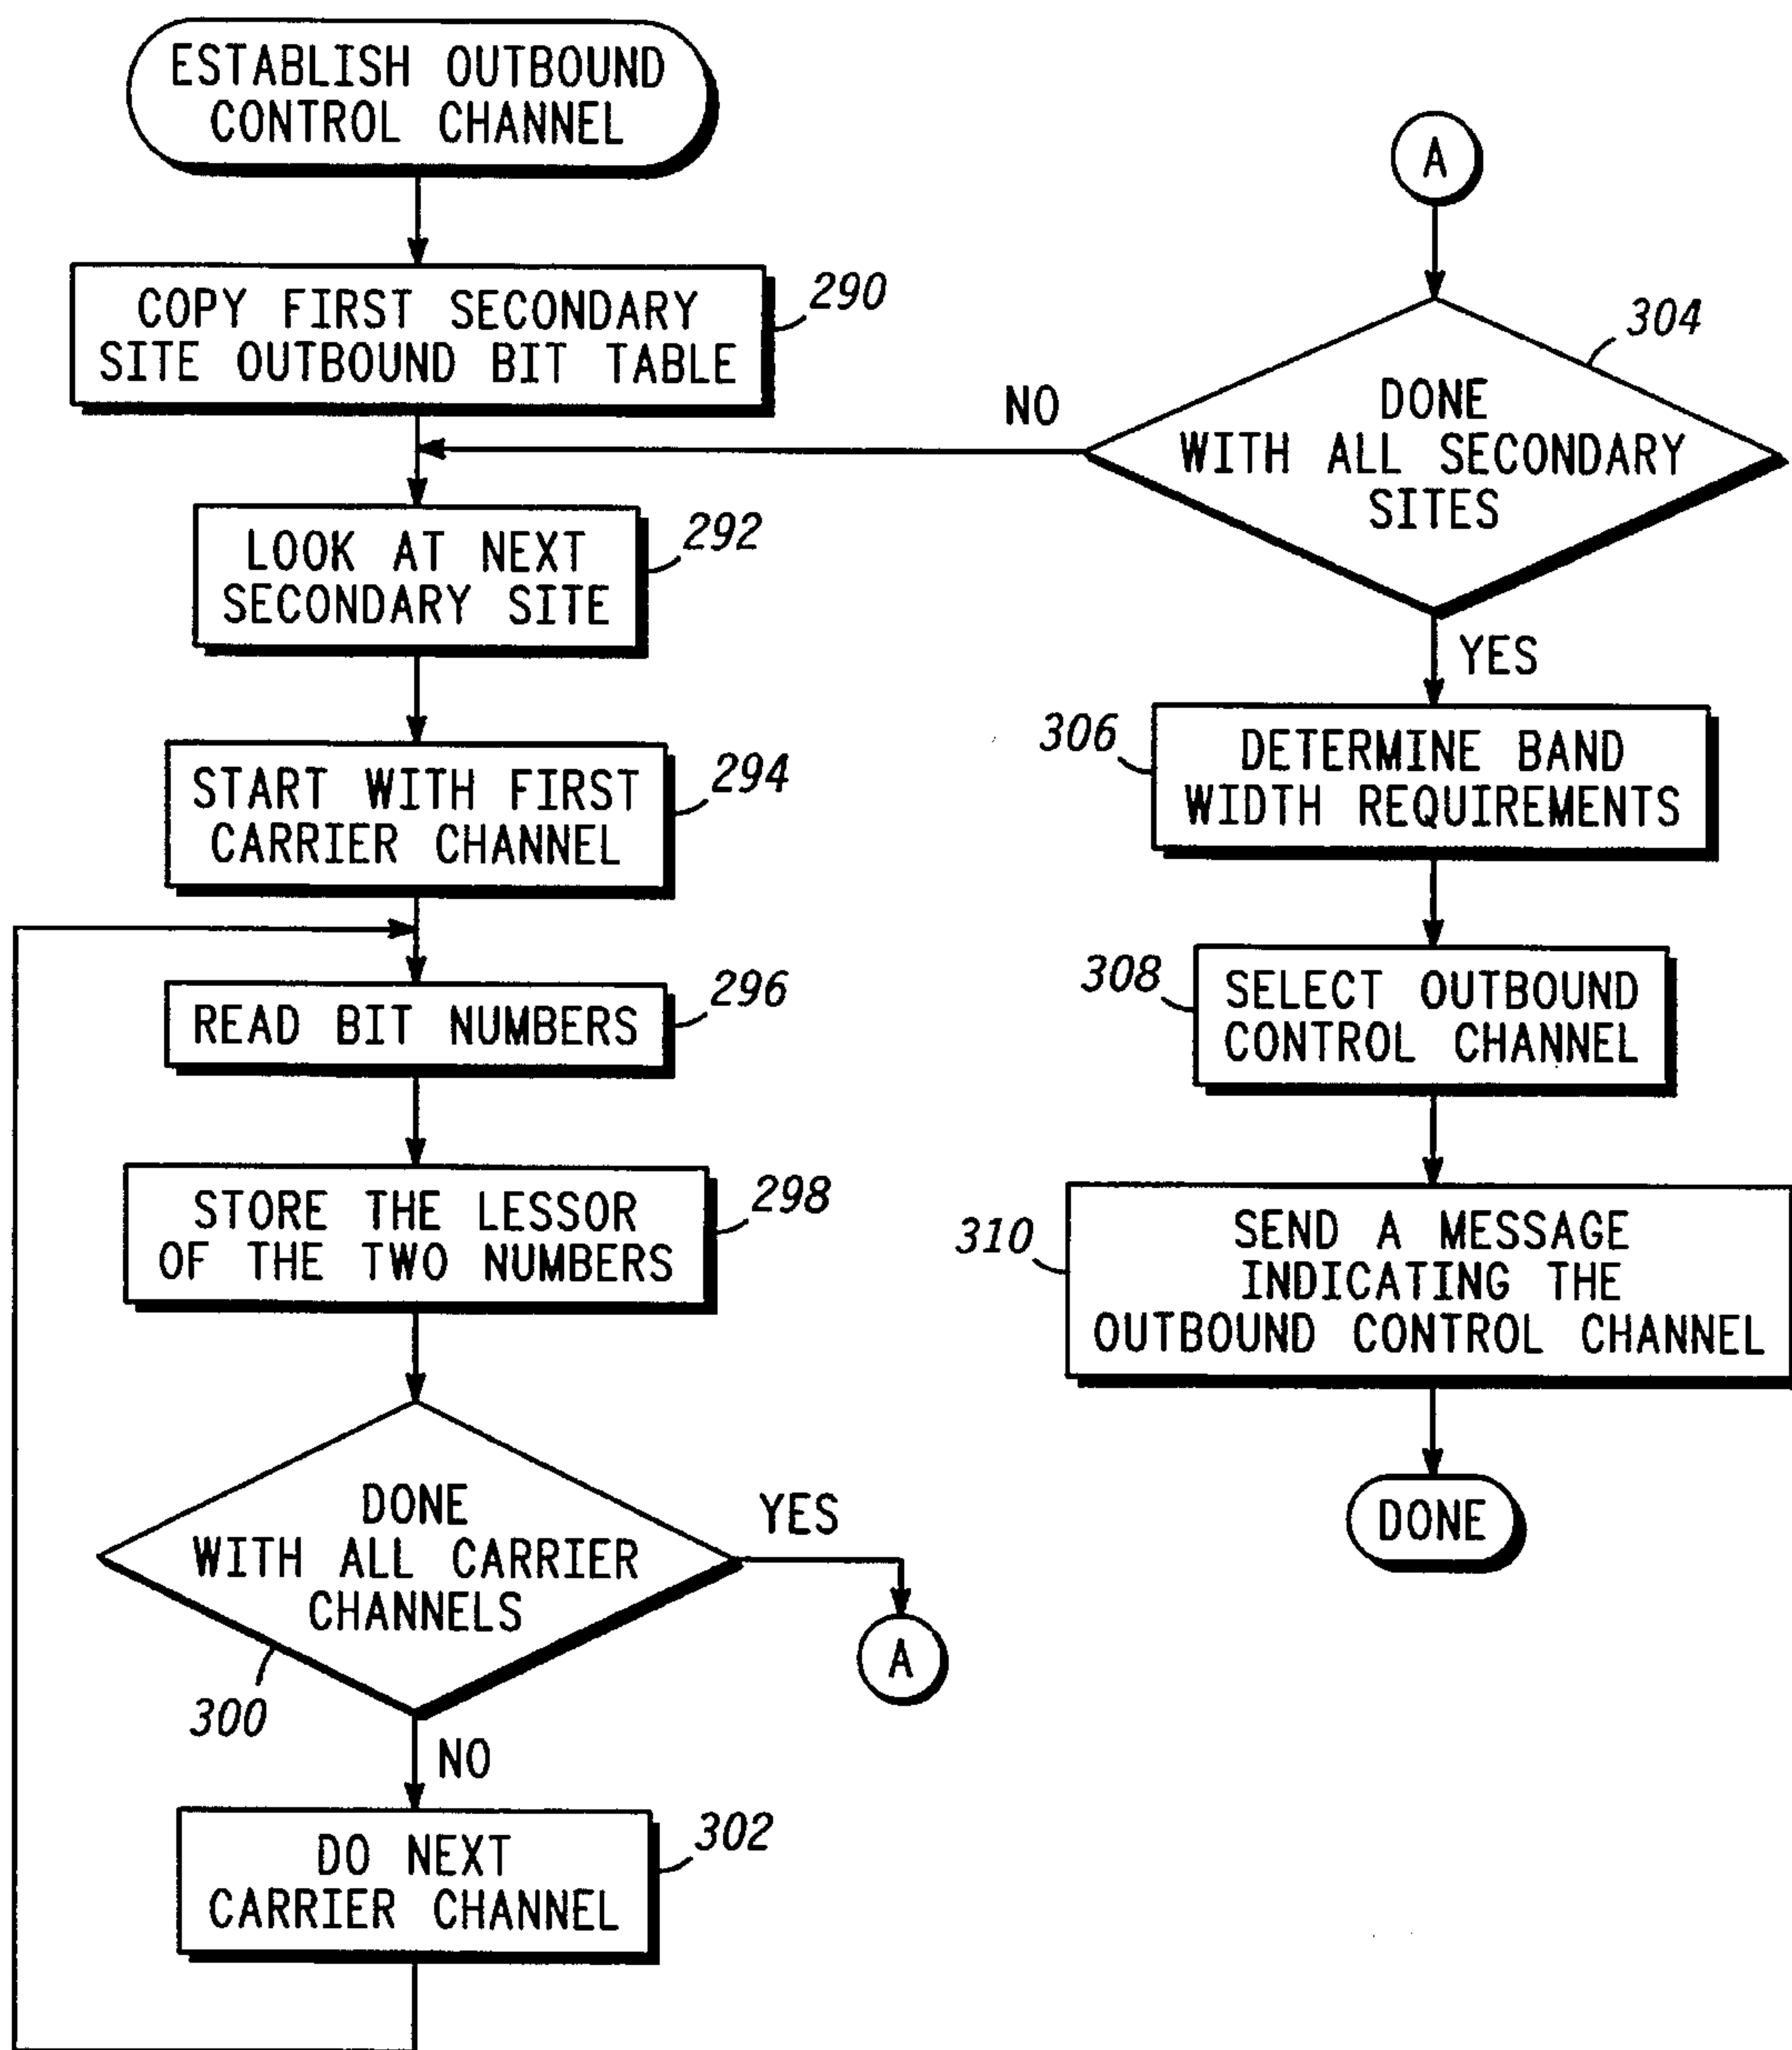 ESTABLISH OUTBOUND
CONTROL CHANNEL
COPY FIRST SECONDARY
SITE OUTBOUND BIT TABLE
290
LOOK AT NEXT
SECONDARY SITE
292
START WITH FIRST
CARRIER CHANNEL
294
READ BIT NUMBERS
296
STORE THE LESSOR
OF THE TWO NUMBERS
298
DONE
WITH ALL CARRIER
CHANNELS
300
YES
A
NO
DO NEXT
CARRIER CHANNEL
302
A
DONE
WITH ALL SECONDARY
SITES
304
NO
YES
306
DETERMINE BAND
WIDTH REQUIREMENTS
308
SELECT OUTBOUND
CONTROL CHANNEL
310
SEND A MESSAGE
INDICATING THE
OUTBOUND CONTROL CHANNEL
DONE